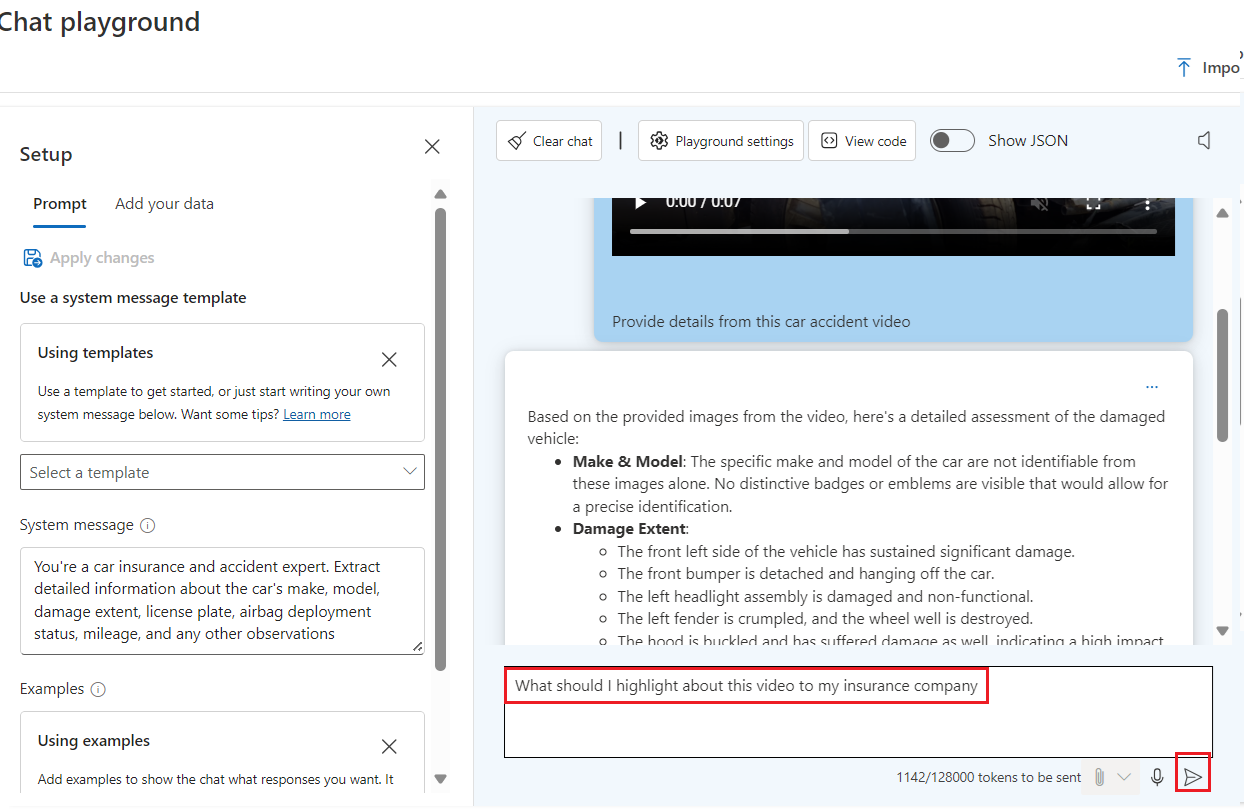 Chat playground
Impo
Setup
Prompt
Add your data
Apply changes
Use a system message template
Using templates
Use a template to get started, or just start writing your own
system message below. Want some tips? Learn more
Select a template
System message
You're a car insurance and accident expert. Extract
detailed information about the car's make, model,
damage extent, license plate, airbag deployment
status, mileage, and any other observations
Examples
Using examples
Add examples to show the chat what responses you want. It
Clear chat
Playground settings
View code
Show JSON
0:00 / 0:07
Provide details from this car accident video
...
Based on the provided images from the video, here's a detailed assessment of the damaged
vehicle:
• Make & Model: The specific make and model of the car are not identifiable from
these images alone. No distinctive badges or emblems are visible that would allow for
a precise identification.
• Damage Extent:
○ The front left side of the vehicle has sustained significant damage.
○ The front bumper is detached and hanging off the car.
○ The left headlight assembly is damaged and non-functional.
○ The left fender is crumpled, and the wheel well is destroyed.
○ The hood is buckled and has suffered damage as well, indicating a high impact
What should I highlight about this video to my insurance company
1142/128000 tokens to be sent